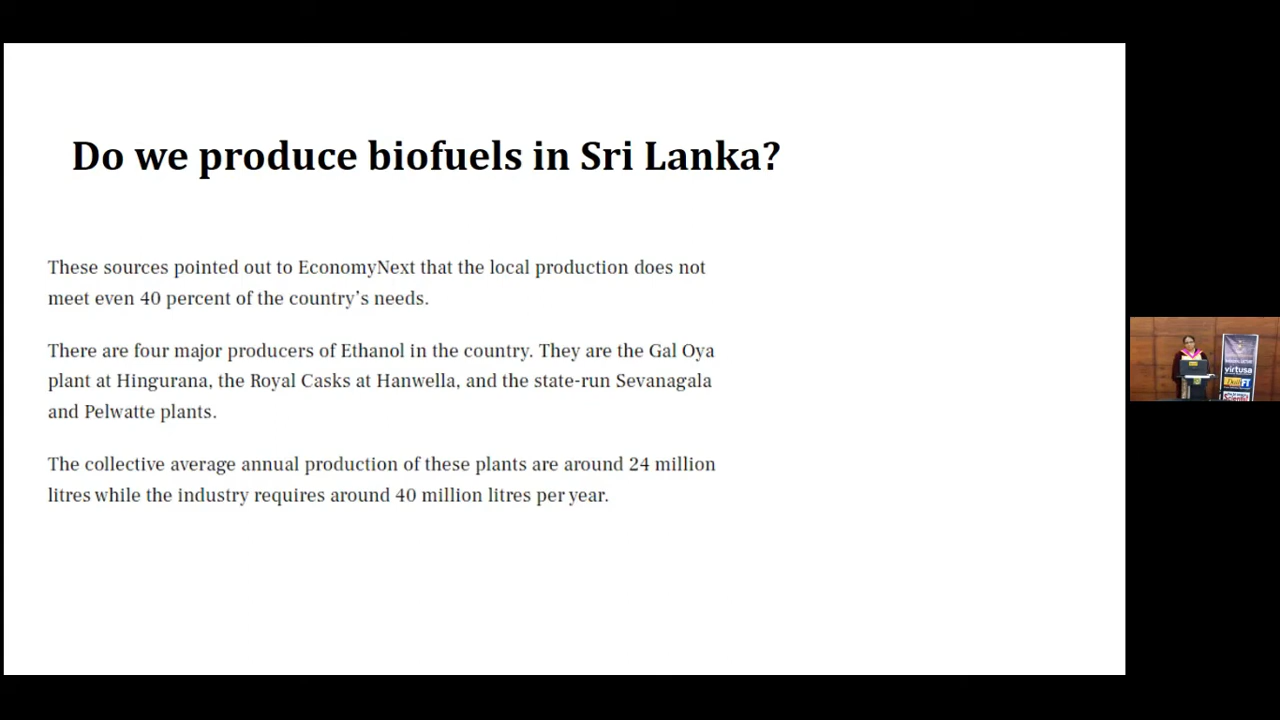 Do we produce biofuels in Sri Lanka?
These sources pointed out to EconomyNext that the local production does not
meet even 40 percent of the country’s needs.
There are four major producers of Ethanol in the country. They are the Gal Oya
plant at Hingurana, the Royal Casks at Hanwella, and the state-run Sevanagala
and Pelwatte plants.
The collective average annual production of these plants are around 24 million
litres while the industry requires around 40 million litres per year.
virtusa